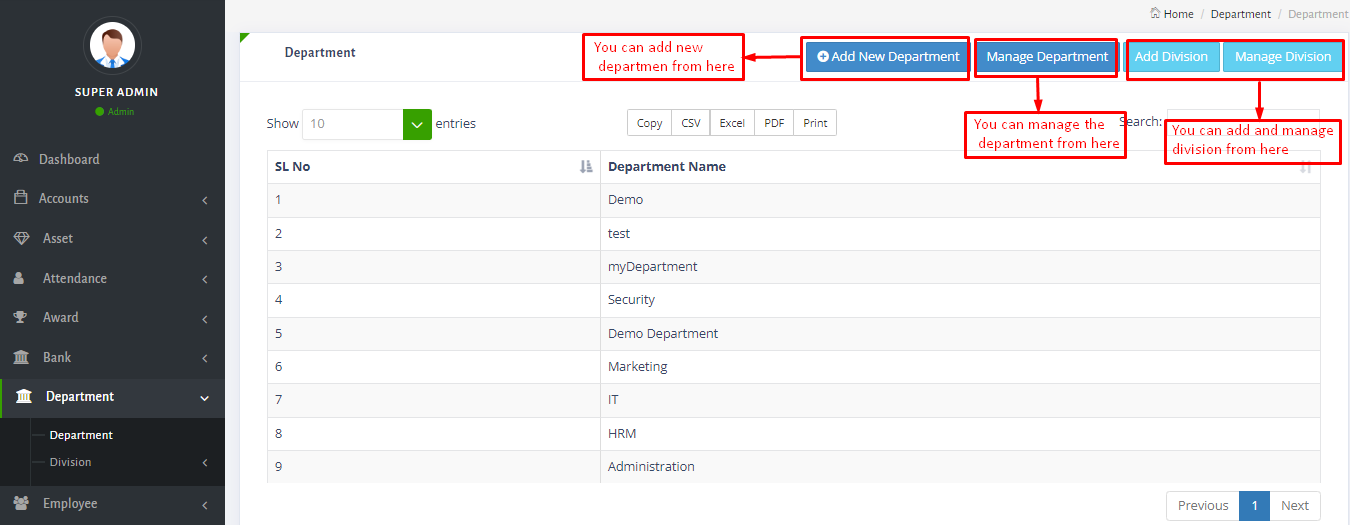 Home / Department / Department
SUPER ADMIN
Admin
Dashboard
Accounts
Asset
Attendance
Award
Bank
Department
Department
Division
Employee
Department
You can add new
departmen from here
Add New Department
Manage Department
Add Division
Manage Division
Show 10 entries
Copy CSV Excel PDF Print
Search:
You can manage the
department from here
You can add and manage
division from here
SL No Department Name
1 Demo
2 test
3 myDepartment
4 Security
5 Demo Department
6 Marketing
7 IT
8 HRM
9 Administration
Previous 1 Next